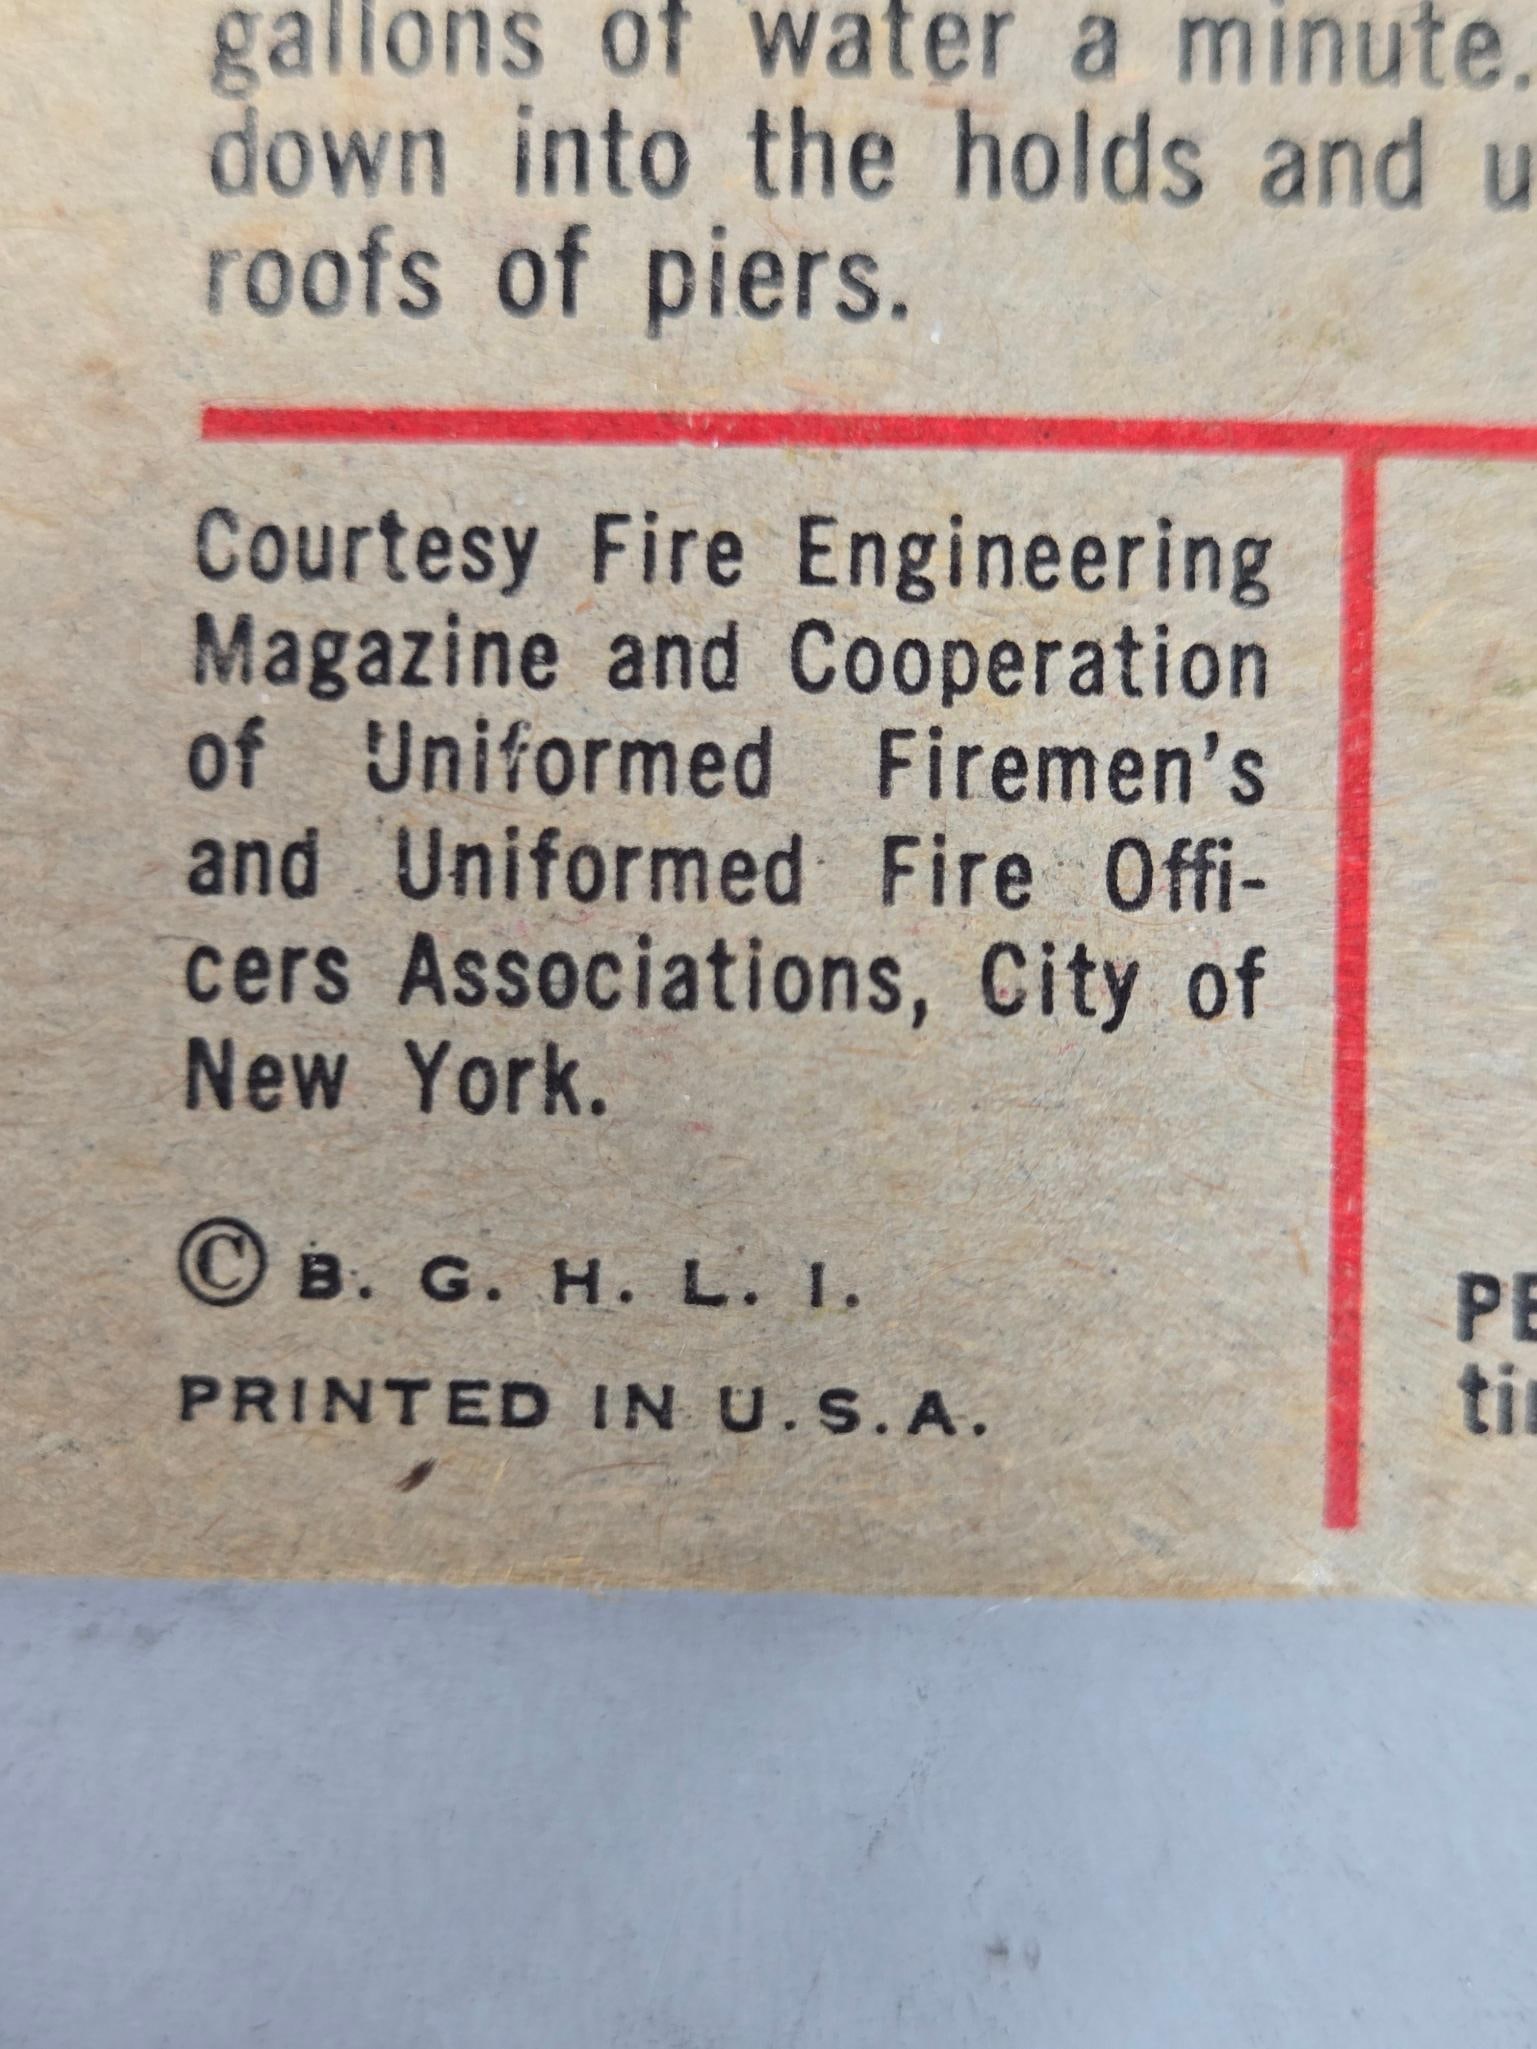 gallons of water a minute.
down into the holds and
roofs of piers.
Courtesy Fire Engineering
Magazine and Cooperation
of Uniformed Firemen's
and Uniformed Fire Offi-
cers Associations, City of
New York.
© B. G. H. L. I.
PRINTED IN U.S.A.